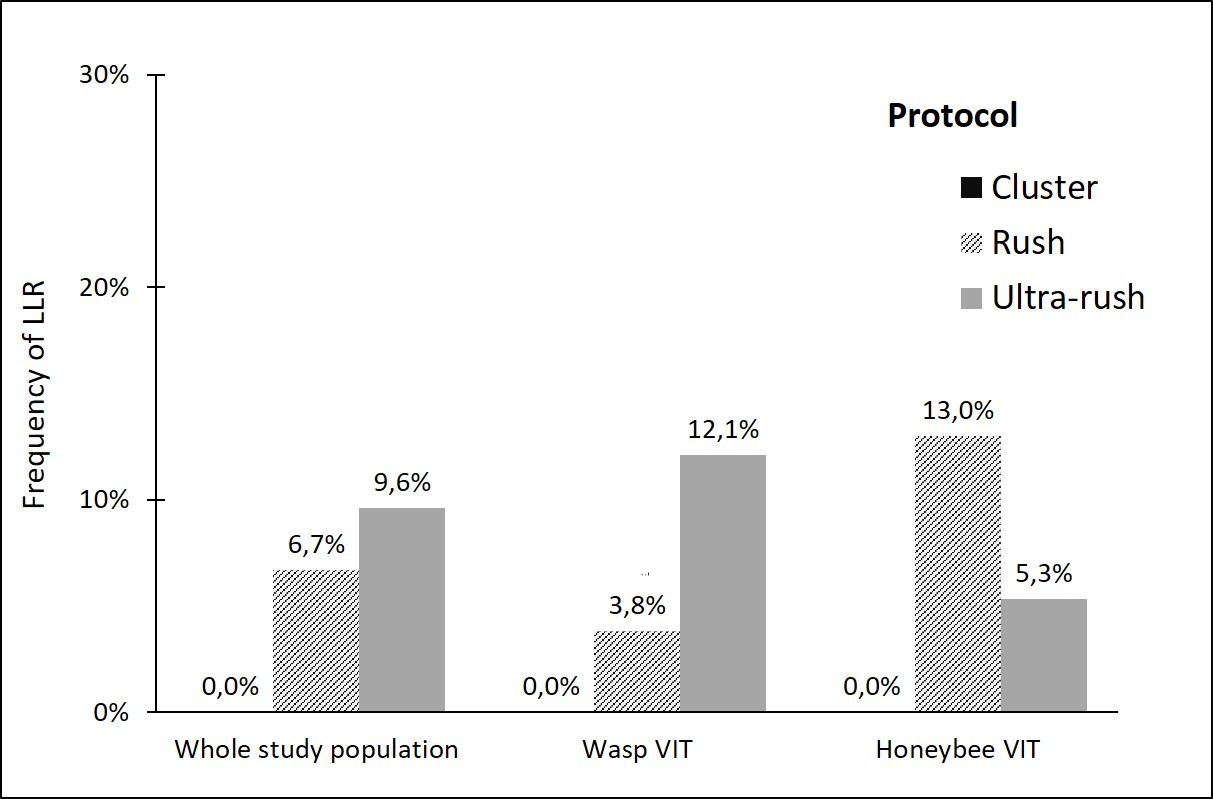 30%
20%
10%
0%
Frequency of LLR
Protocol
Cluster
Rush
Ultra-rush
0,0%
6,7%
9,6%
0,0%
3,8%
12,1%
0,0%
13,0%
5,3%
Whole study population
Wasp VIT
Honeybee VIT